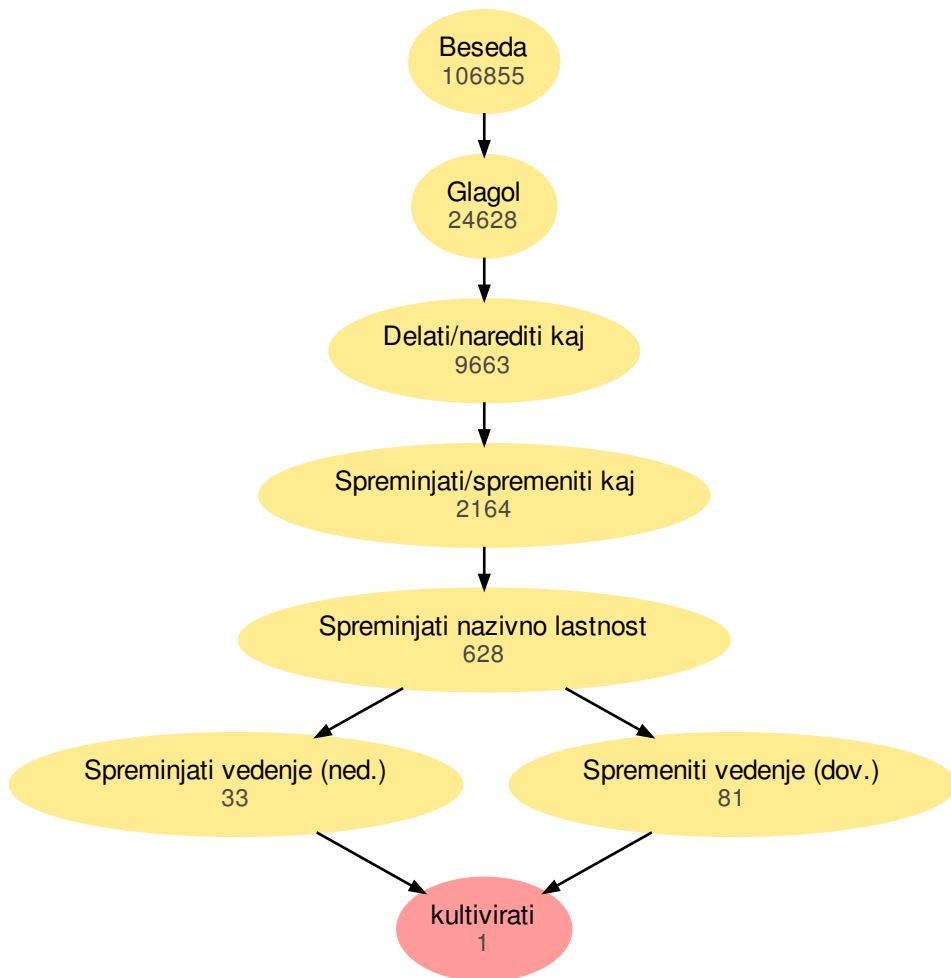 Beseda
106855
Glagol
24628
Delati/narediti kaj
9663
Spreminjati/spremeniti kaj
2164
Spreminjati nazivno lastnost
628
Spreminjati vedenje (ned.)
33
Spremeniti vedenje (dov.)
81
kultivirati
1